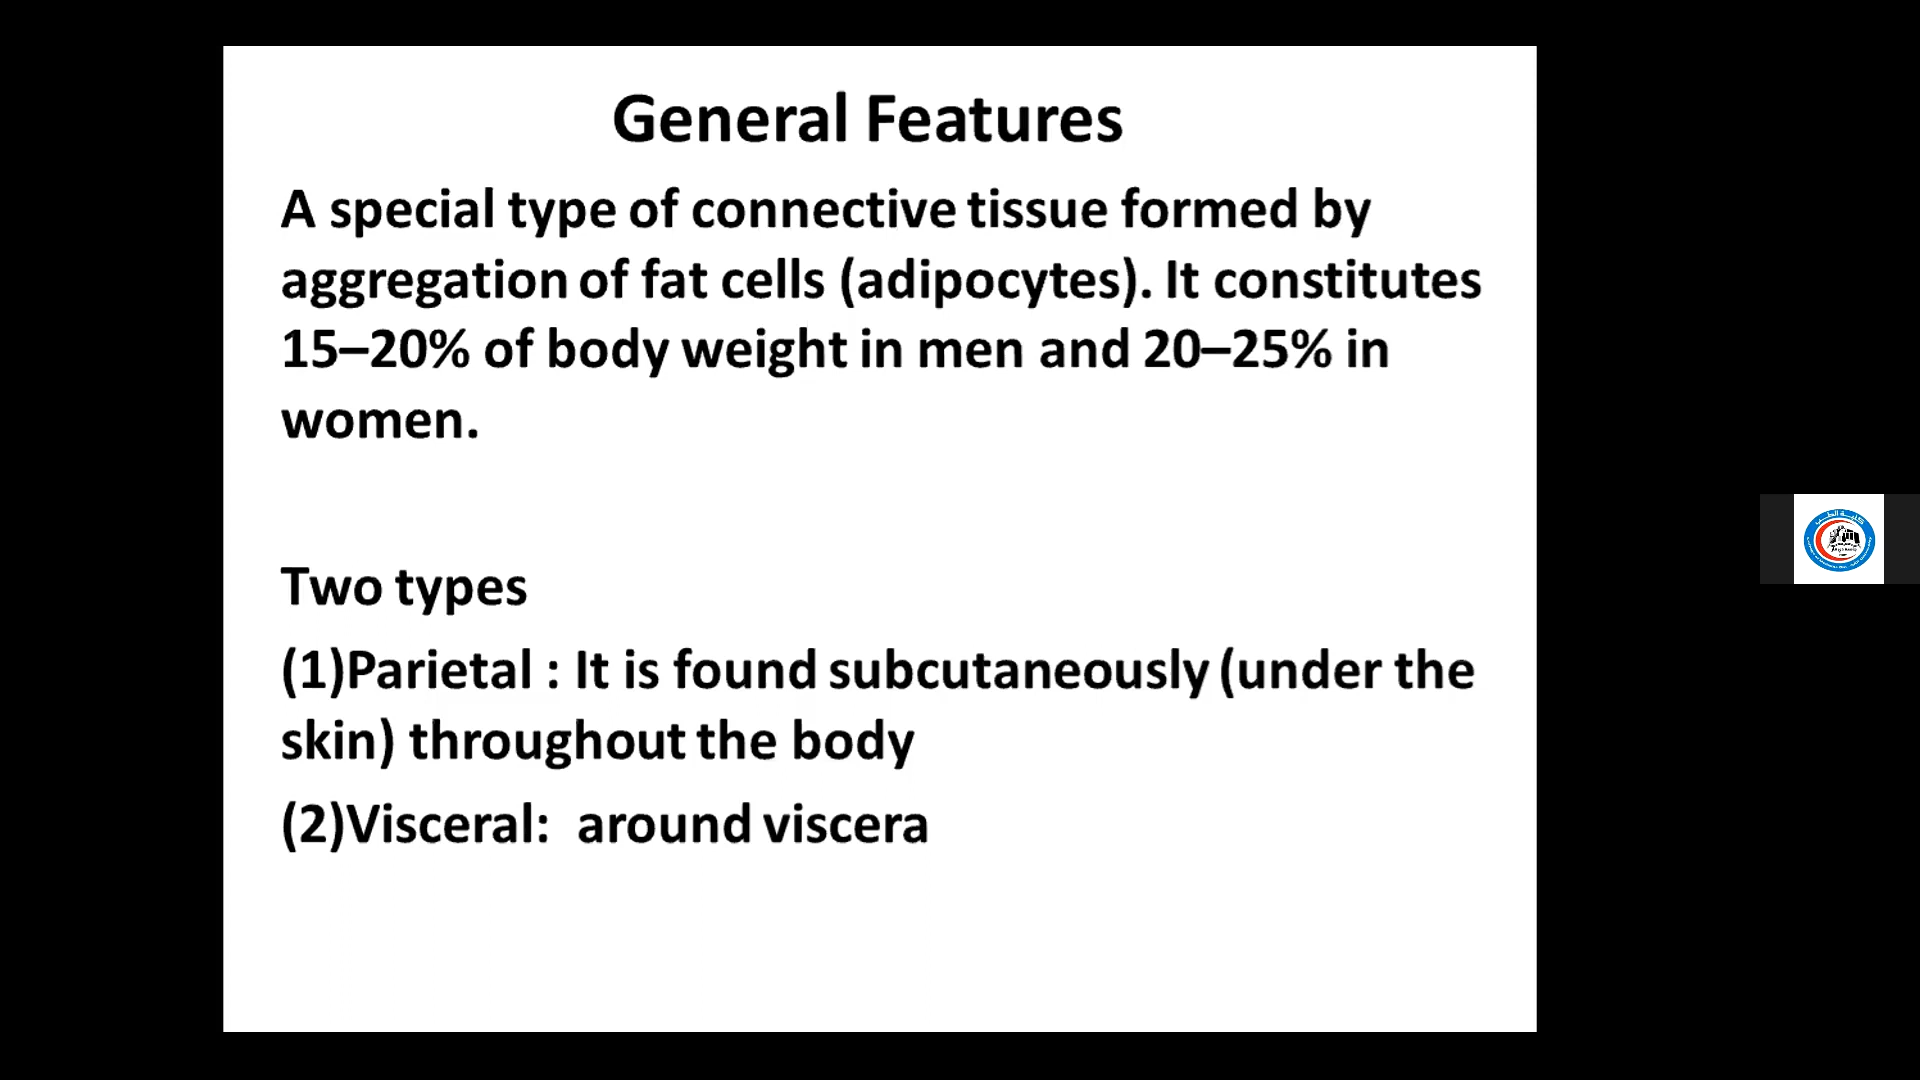 General Features
A special type of connective tissue formed by
aggregation of fat cells (adipocytes). It constitutes
15–20% of body weight in men and 20–25% in
women.
Two types
(1)Parietal : It is found subcutaneously (under the
skin) throughout the body
(2)Visceral:  around viscera
كلية الطب